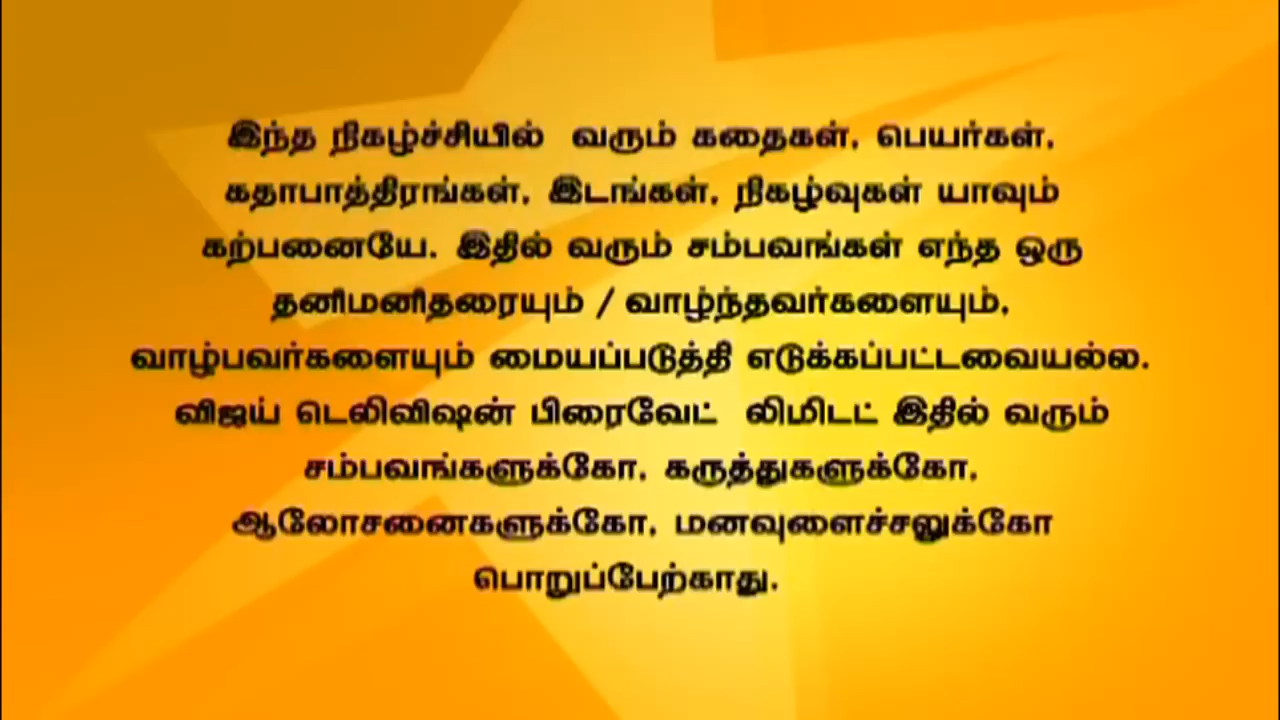 இந்த நிகழ்ச்சியில் வரும் கதைகள், பெயர்கள்,
கதாபாத்திரங்கள், இடங்கள், நிகழ்வுகள் யாவும்
கற்பனையே. இதில் வரும் சம்பவங்கள் எந்த ஒரு
தனிமனிதரையும் / வாழ்ந்தவர்களையும்,
வாழ்பவர்களையும் மையப்படுத்தி எடுக்கப்பட்டவையல்ல.
விஜய் டெலிவிஷன் பிரைவேட் லிமிடட் இதில் வரும்
சம்பவங்களுக்கோ, கருத்துகளுக்கோ,
ஆலோசனைகளுக்கோ, மனவுளைச்சலுக்கோ
பொறுப்பேற்காது.